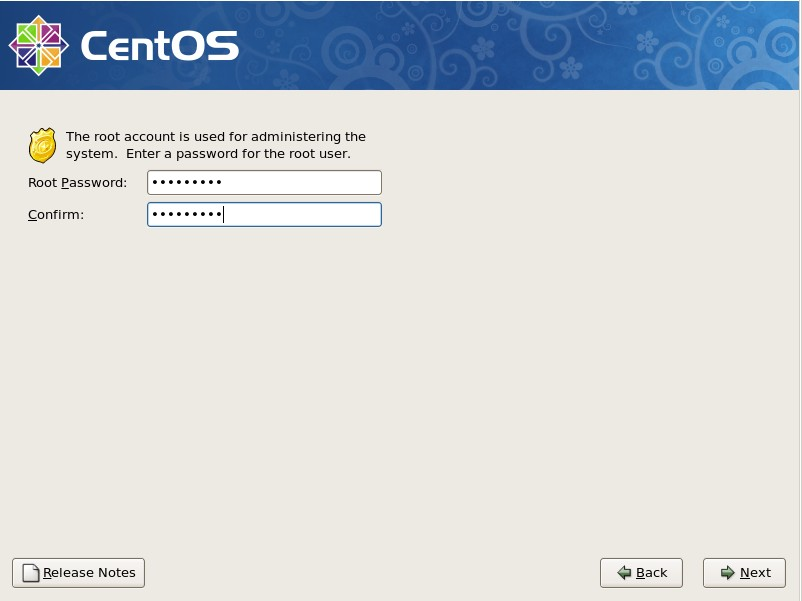 CentOS
The root account is used for administering the
system.  Enter a password for the root user.
Root Password: •••••••••
Confirm: •••••••••
Release Notes
Back
Next